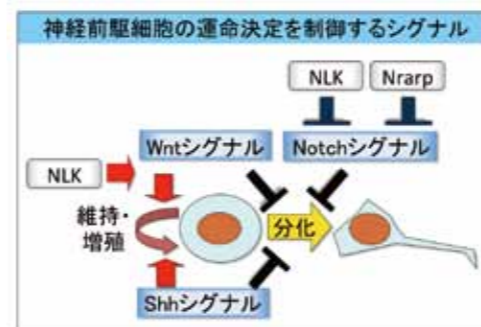 神経前駆細胞の運命決定を制御するシグナル
NLK Nrarp
Wntシグナル Notchシグナル
NLK
維持・
増殖
分化
Shhシグナル